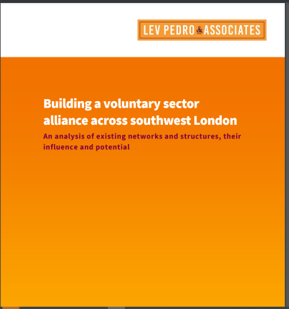 LEV PEDRO & ASSOCIATES
Building a voluntary sector
alliance across southwest London
An analysis of existing networks and structures, their
influence and potential